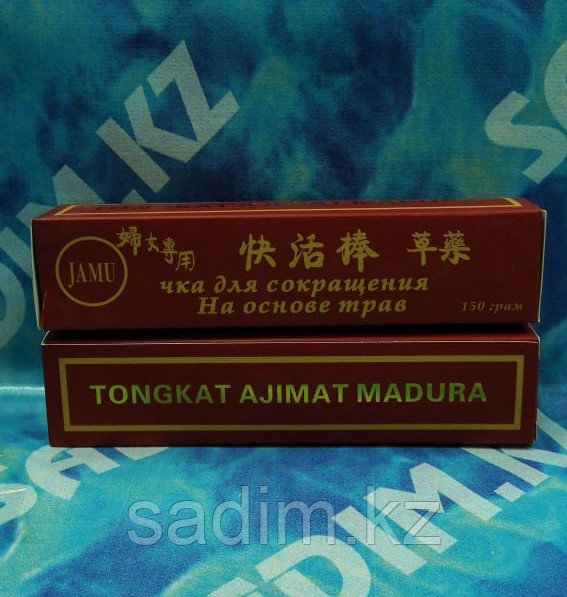 JAMU
婦女專用 快活棒 草藥
чка для сокращения
На основе трав
150 грам
TONGKAT AJIMAT MADURA
sadim.kz